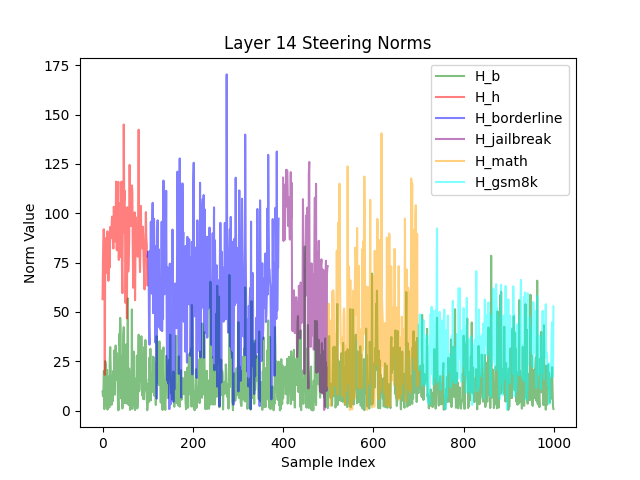 Layer 14 Steering Norms
Norm Value
175
150
125
100
75
50
25
0
H_b
H_h
H_borderline
H_jailbreak
H_math
H_gsm8k
0
200
400
600
800
1000
Sample Index